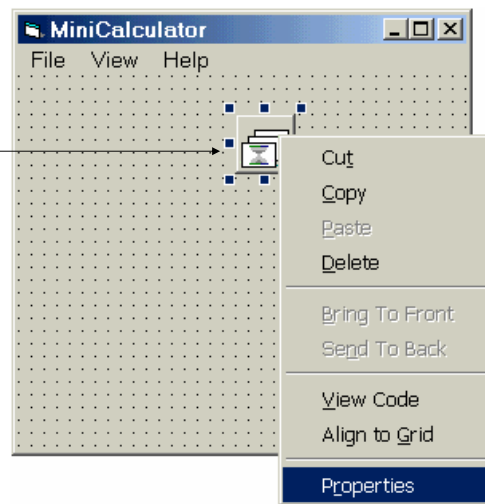 MiniCalculator
File View Help
Cut
Copy
Paste
Delete
Bring To Front
Send To Back
View Code
Align to Grid
Properties